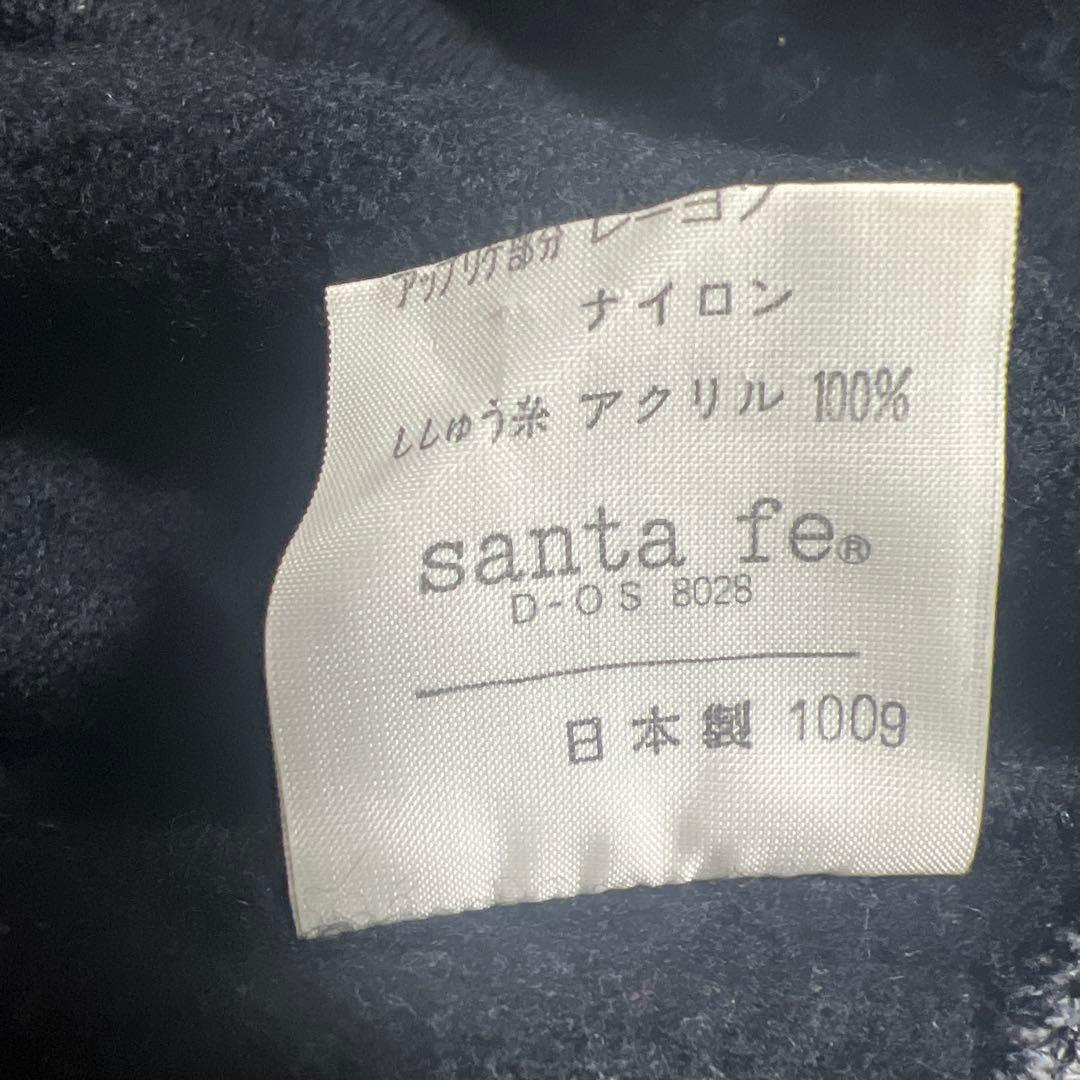 アップリケ部分 レーヨン
ナイロン
ししゅう糸 アクリル 100%
santa fe®
D-OS 8028
日本製 100g